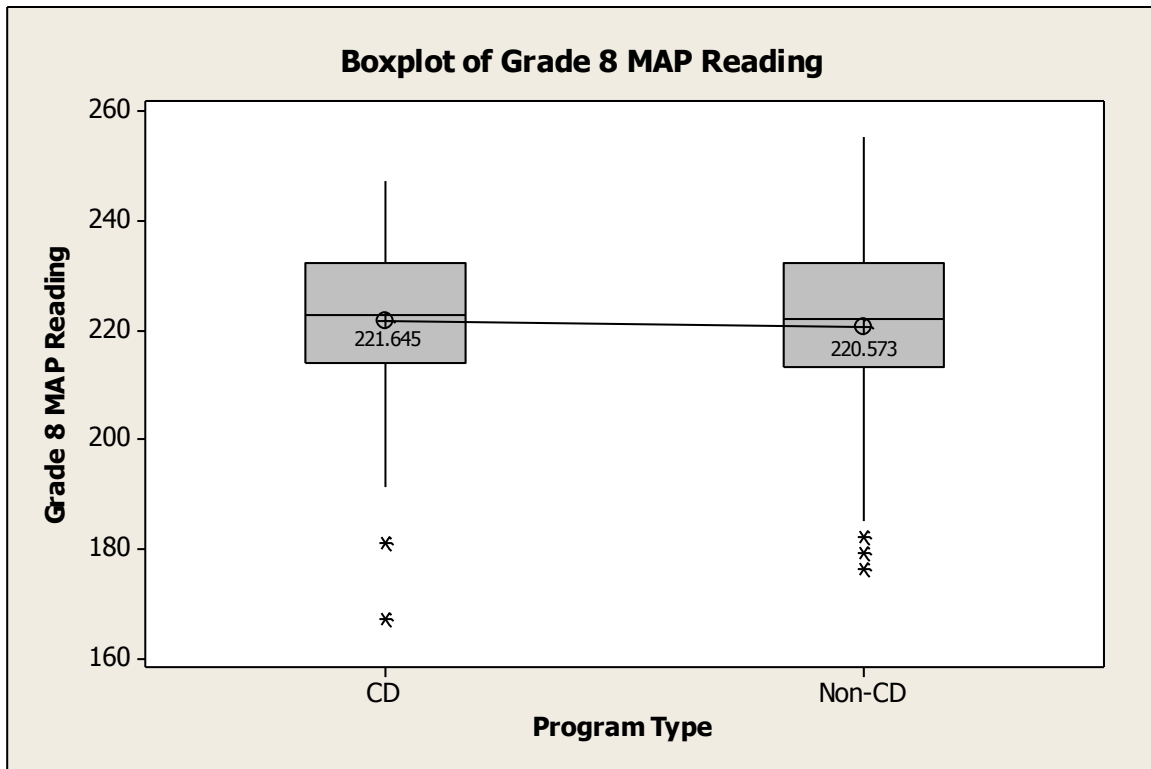 Boxplot of Grade 8 MAP Reading
260
240
220
200
180
160
Grade 8 MAP Reading
221.645
220.573
CD
Non-CD
Program Type